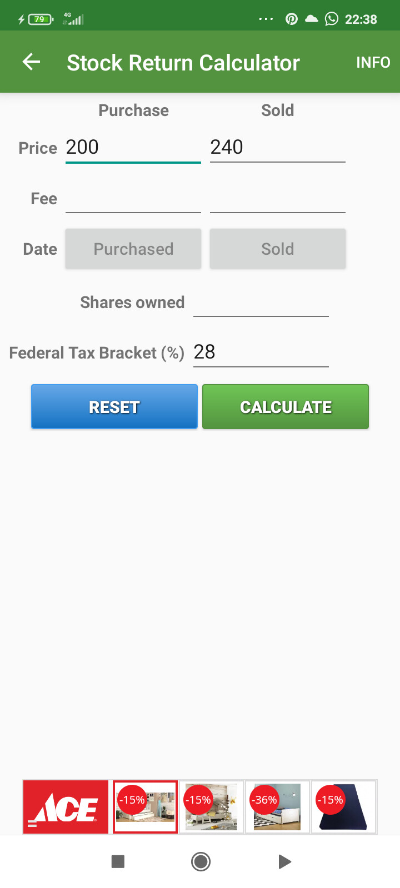 79 4G 22:38
Stock Return Calculator INFO
Purchase Sold
Price 200 240
Fee
Date Purchased Sold
Shares owned
Federal Tax Bracket (%) 28
RESET CALCULATE
ACE -15% -15% -36% -15%